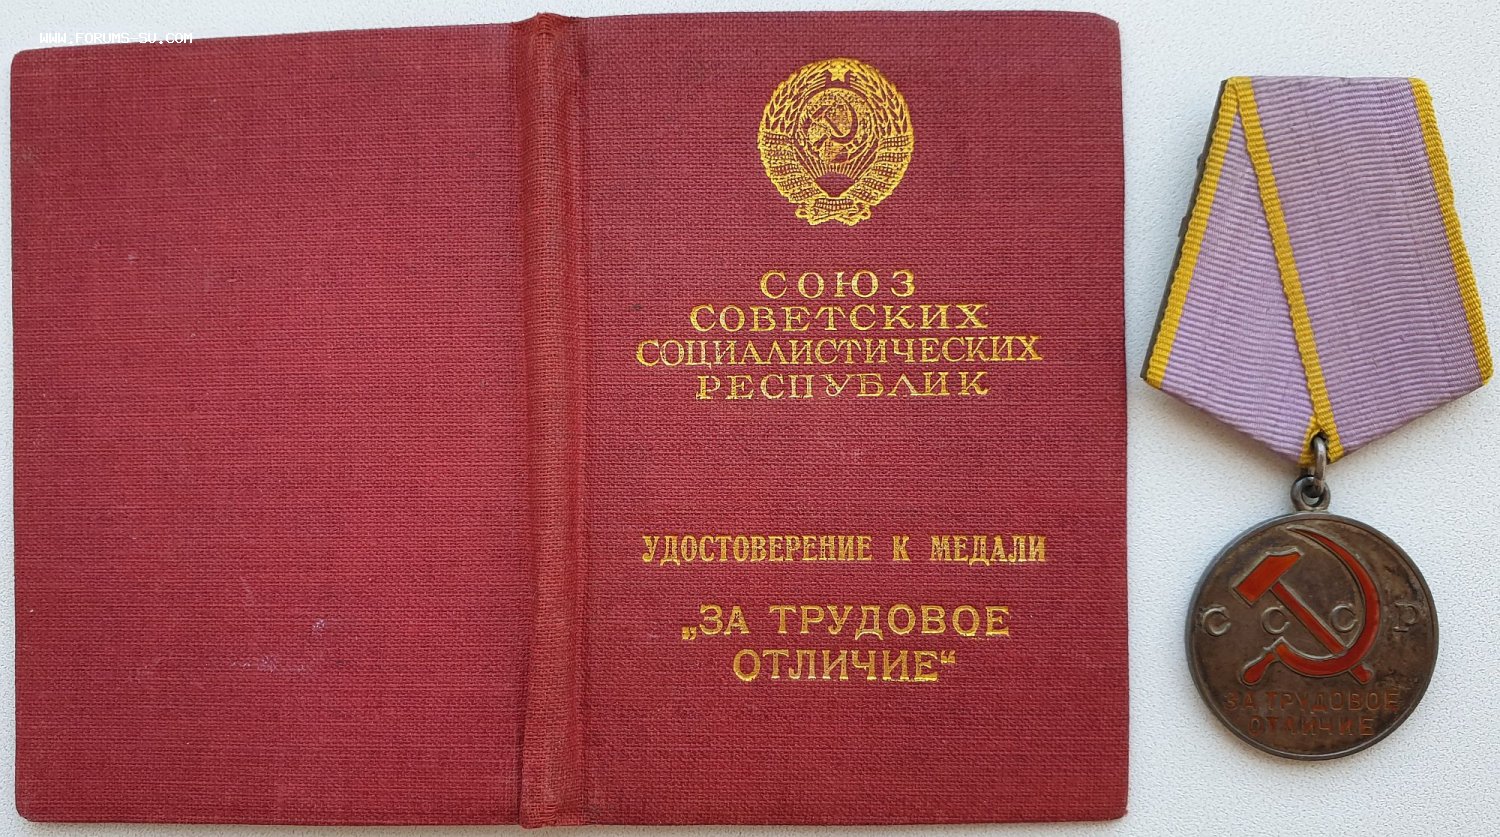 WWW.FORUMS-SU.COM
СОЮЗ
СОВЕТСКИХ
СОЦИАЛИСТИЧЕСКИХ
РЕСПУБЛИК
УДОСТОВЕРЕНИЕ К МЕДАЛИ
„ЗА ТРУДОВОЕ
ОТЛИЧИЕ“
С С С Р
ЗА ТРУДОВОЕ
ОТЛИЧИЕ